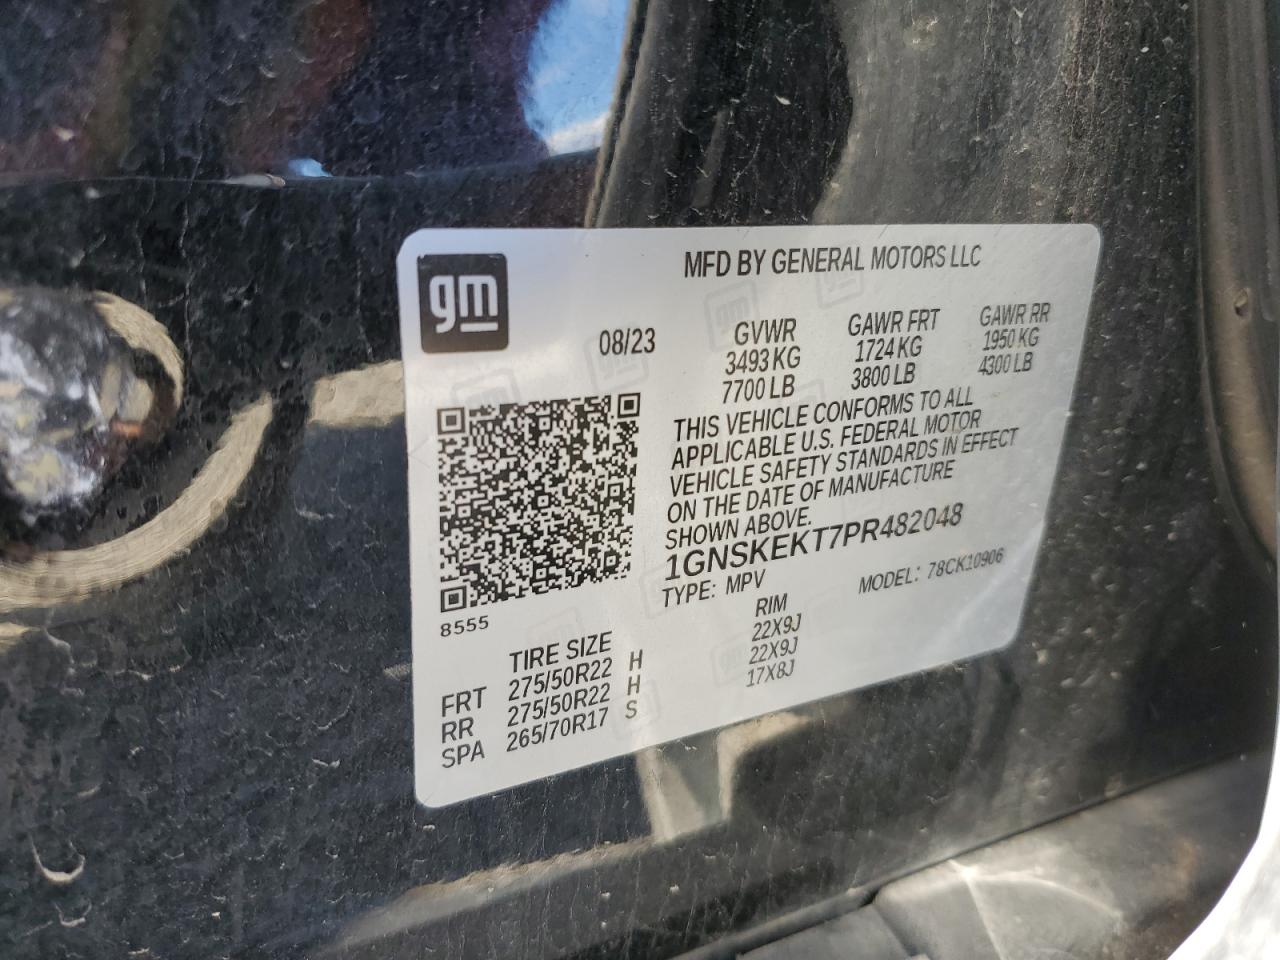 gm
MFD BY GENERAL MOTORS LLC
08/23
GVWR GAWR FRT GAWR RR
3493 KG 1724 KG 1950 KG
7700 LB 3800 LB 4300 LB
THIS VEHICLE CONFORMS TO ALL
APPLICABLE U.S. FEDERAL MOTOR
VEHICLE SAFETY STANDARDS IN EFFECT
ON THE DATE OF MANUFACTURE
SHOWN ABOVE.
1GNSKEKT7PR482048
TYPE: MPV MODEL: 78CK10906
8555
TIRE SIZE RIM
FRT 275/50R22 H 22X9J
RR 275/50R22 H 22X9J
SPA 265/70R17 S 17X8J